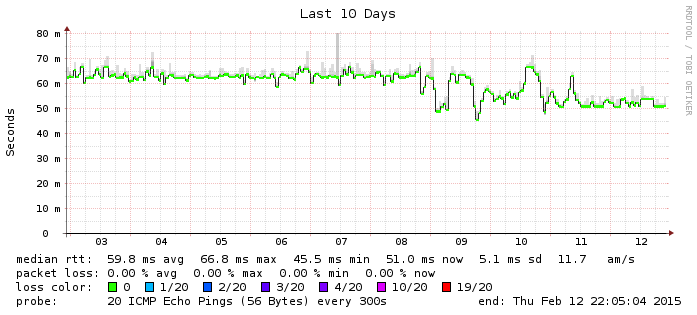 Last 10 Days
RRDTOOL / TOBI OETIKER
Seconds
80 m
70 m
60 m
50 m
40 m
30 m
20 m
10 m
0
03 04 05 06 07 08 09 10 11 12
median rtt: 59.8 ms avg 66.8 ms max 45.5 ms min 51.0 ms now 5.1 ms sd 11.7 am/s
packet loss: 0.00 % avg 0.00 % max 0.00 % min 0.00 % now
loss color: 0 1/20 2/20 3/20 4/20 10/20 19/20
probe: 20 ICMP Echo Pings (56 Bytes) every 300s end: Thu Feb 12 22:05:04 2015